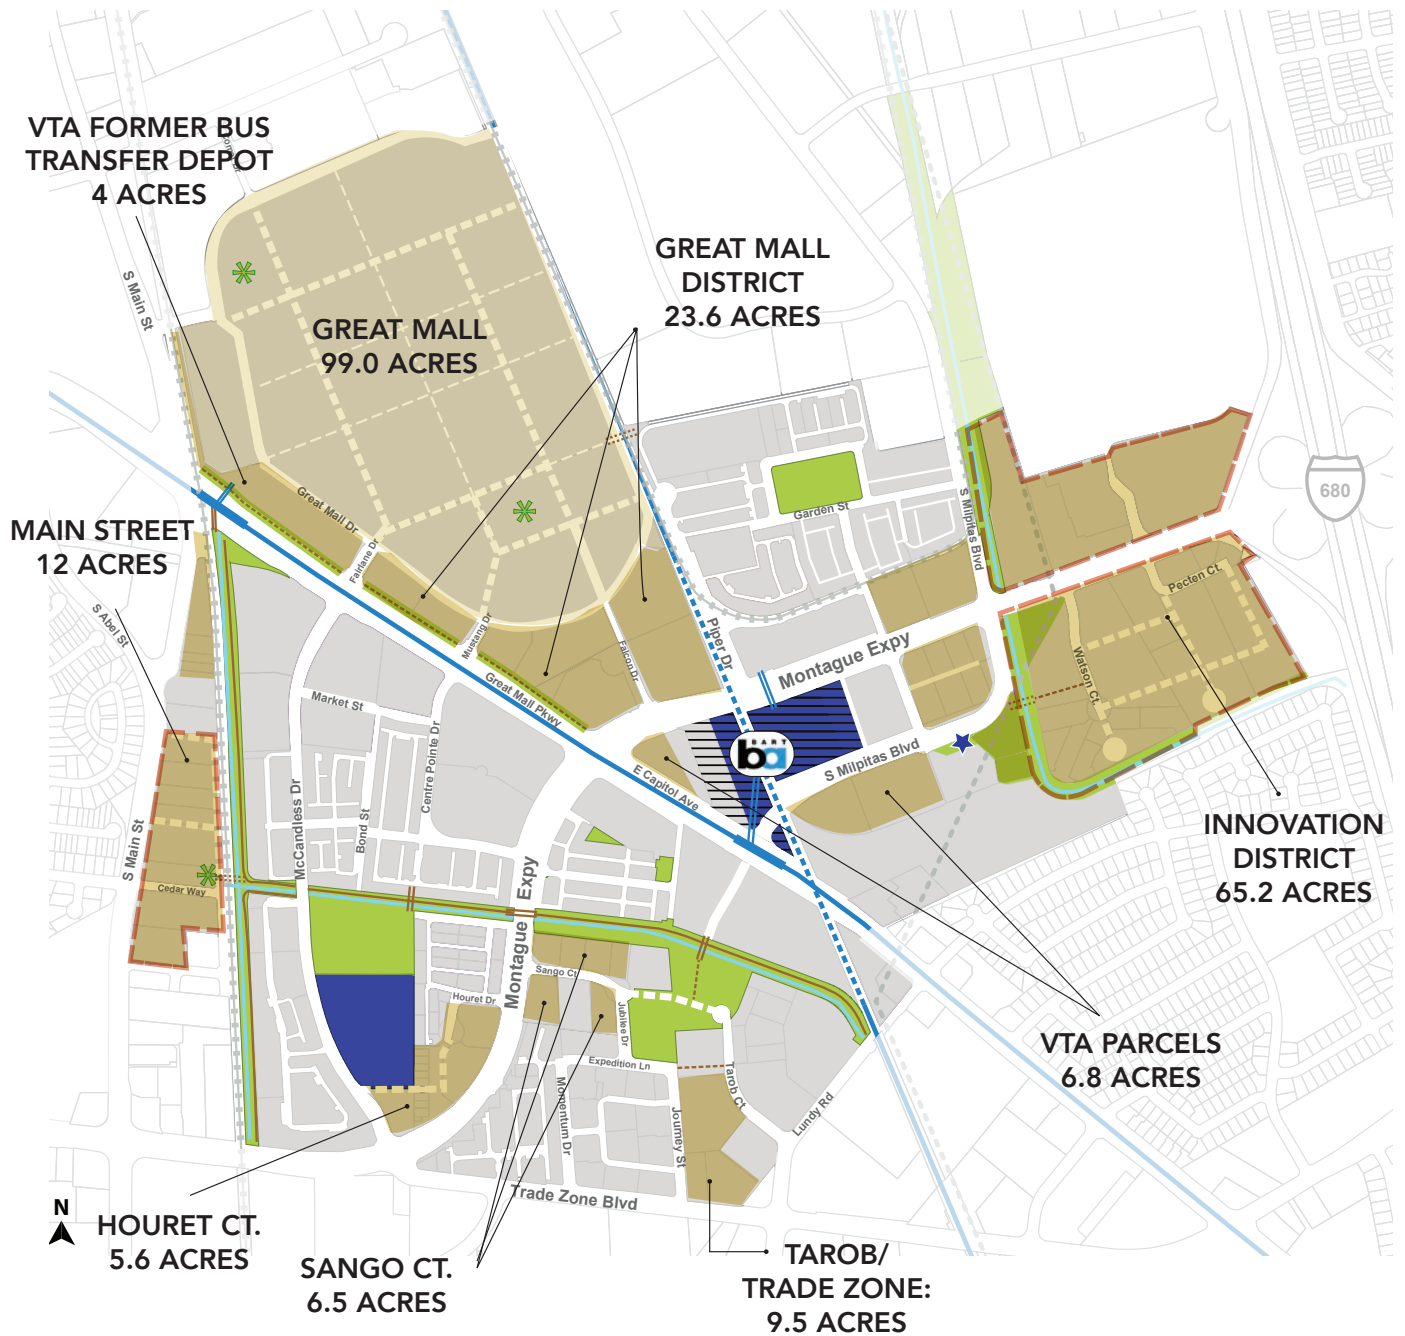 VTA FORMER BUS
TRANSFER DEPOT
4 ACRES
S Main St
GREAT MALL
DISTRICT
23.6 ACRES
GREAT MALL
99.0 ACRES
680
Great Mall Dr
Garden St
S Milpitas Blvd
MAIN STREET
12 ACRES
Fairlane Dr
S Abel St
Mustang Dr
Falcon Dr
Piper Dr
Pecten Ct.
Montague Expy
Watson Ct.
Great Mall Pkwy
Market St
Centre Pointe Dr
BART
ba
S Milpitas Blvd
E Capitol Ave
McCandless Dr
Bond St
S Main St
INNOVATION
DISTRICT
65.2 ACRES
Cedar Way
Montague Expy
Sango Ct
Houret Dr
Jubilee Dr
VTA PARCELS
6.8 ACRES
Expedition Ln
Tarob Ct
Momentum Dr
Journey St
Lundy Rd
Trade Zone Blvd
N
HOURET CT.
5.6 ACRES
SANGO CT.
6.5 ACRES
TAROB/
TRADE ZONE:
9.5 ACRES